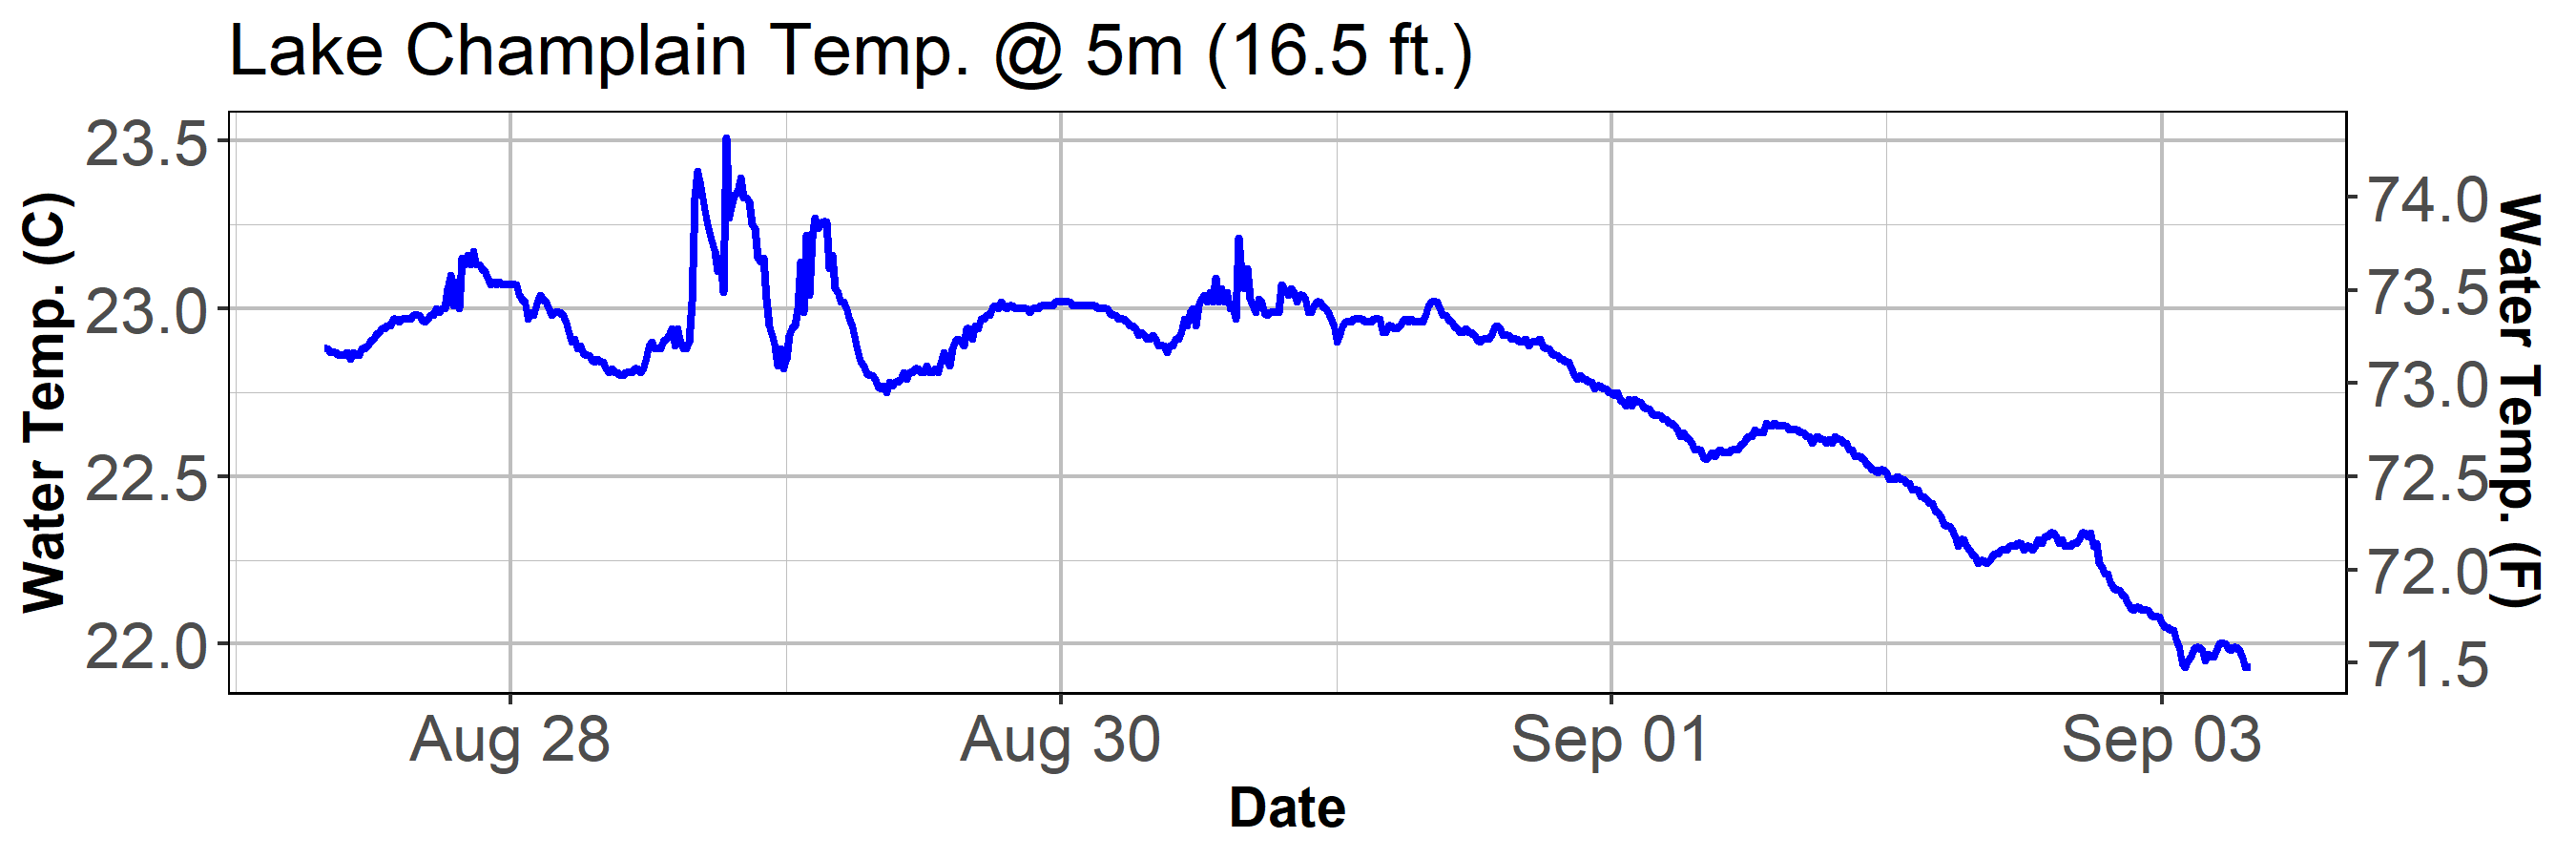 Lake Champlain Temp. @ 5m (16.5 ft.)
Water Temp. (C)
23.5
23.0
22.5
22.0
74.0
73.5
73.0
72.5
72.0
71.5
Water Temp. (F)
Aug 28
Aug 30
Sep 01
Sep 03
Date